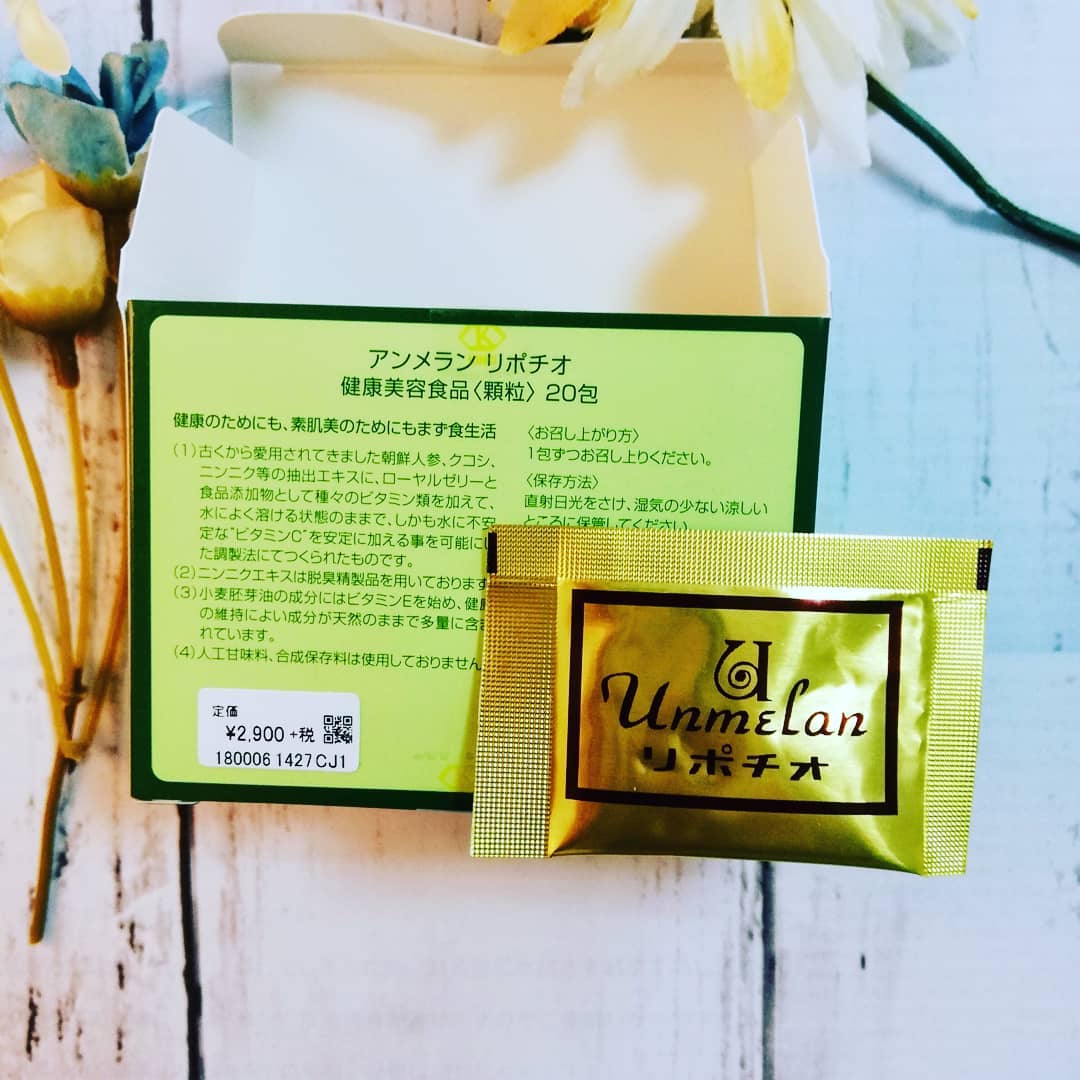 アンメラン リポチオ
健康美容食品〈顆粒〉 20包
健康のためにも、素肌美のためにもまず食生活
(1)古くから愛用されてきました朝鮮人参、クコシ、
ニンニク等の抽出エキスに、ローヤルゼリーと
食品添加物として種々のビタミン類を加えて、
水によく溶ける状態のままで、しかも水に不安
定な“ビタミンC”を安定に加える事を可能に
た調製法にてつくられたものです。
(2)ニンニクエキスは脱臭精製品を用いております
(3)小麦胚芽油の成分にはビタミンEを始め、健
の維持によい成分が天然のままで多量に含
れています。
(4)人工甘味料、合成保存料は使用しておりません
〈お召し上がり方〉
1包ずつお召し上りください。
〈保存方法〉
直射日光をさけ、湿気の少ない涼しい
ところに保管してください
定価
¥2,900 +税
180006 1427 CJ1
Unmelan
リポチオ